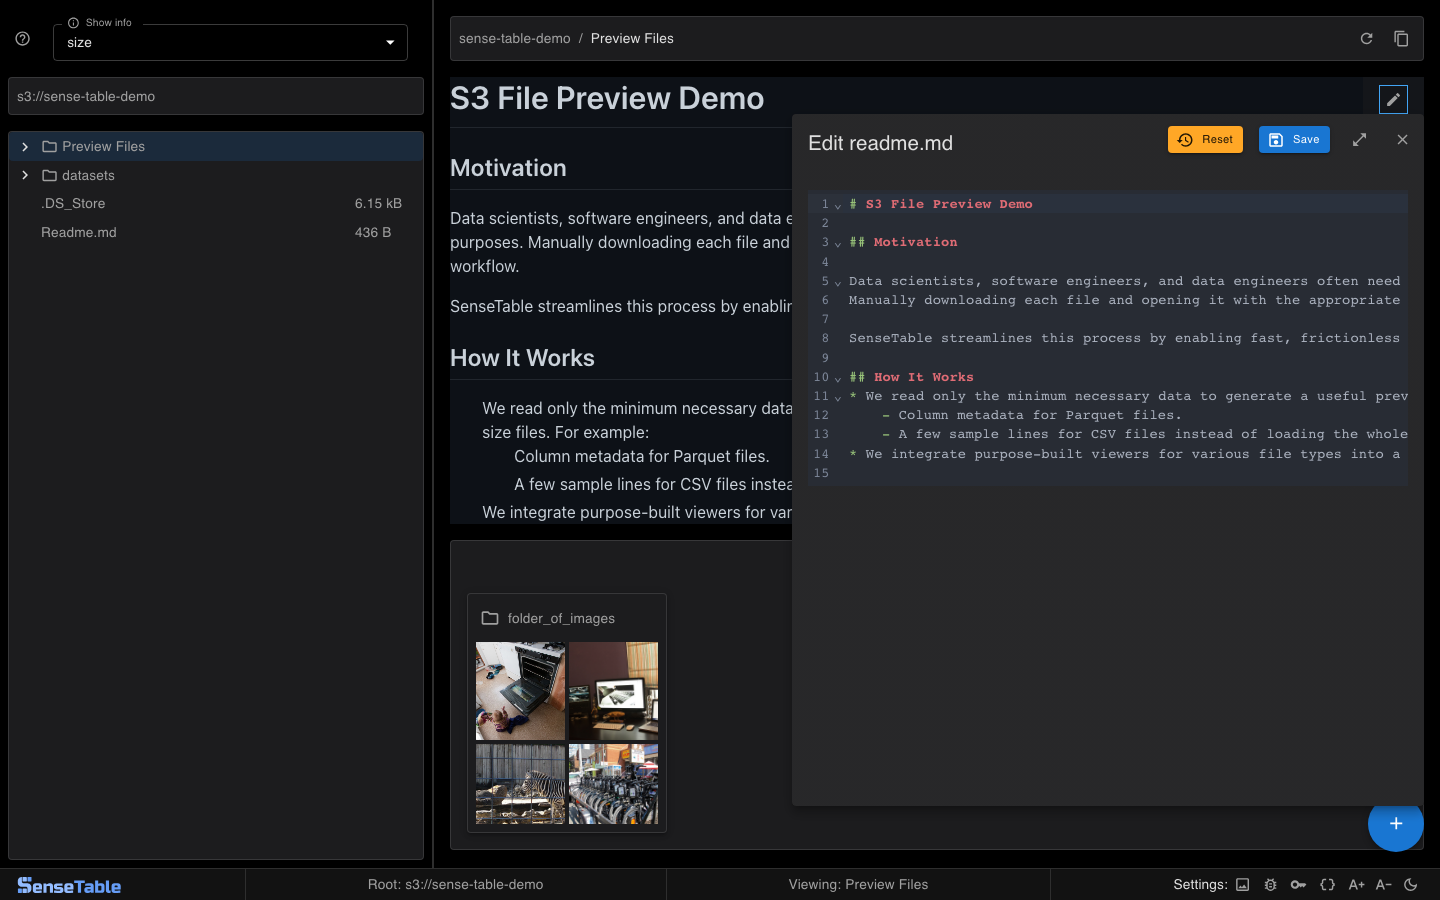 Show info
size
s3://sense-table-demo
Preview Files
datasets
.DS_Store 6.15 kB
Readme.md 436 B
sense-table-demo / Preview Files
S3 File Preview Demo
Motivation
Data scientists, software engineers, and data e
purposes. Manually downloading each file and
workflow.
SenseTable streamlines this process by enablin
How It Works
We read only the minimum necessary data
size files. For example:
Column metadata for Parquet files.
A few sample lines for CSV files instea
We integrate purpose-built viewers for var
folder_of_images
Edit readme.md
Reset
Save
1 # S3 File Preview Demo
2
3 ## Motivation
4
5 Data scientists, software engineers, and data engineers often need
6 Manually downloading each file and opening it with the appropriate
7
8 SenseTable streamlines this process by enabling fast, frictionless
9
10 ## How It Works
11 * We read only the minimum necessary data to generate a useful prev
12 - Column metadata for Parquet files.
13 - A few sample lines for CSV files instead of loading the whole
14 * We integrate purpose-built viewers for various file types into a
15
SenseTable
Root: s3://sense-table-demo
Viewing: Preview Files
Settings:
A+
A-